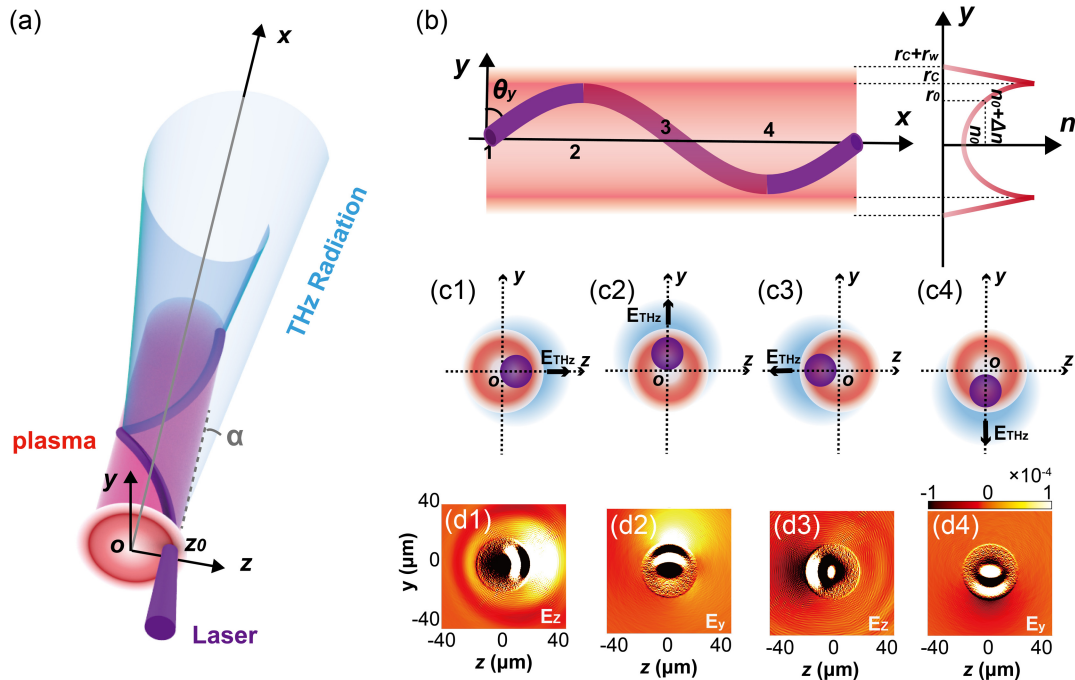 (a)
x
THz Radiation
plasma
α
y
o
z0
z
Laser
(b)
y
θy
x
1
2
3
4
y
rC+rw
rC
r0
n0
n0+Δn
n
(c1)
y
ETHz
z
o
(c2)
y
ETHz
z
o
(c3)
y
ETHz
z
o
(c4)
y
z
o
ETHz
×10-4
-1
0
1
40
0
-40
y (μm)
(d1)
Ez
-40
0
40
z (μm)
(d2)
Ey
-40
0
40
z (μm)
(d3)
Ez
-40
0
40
z (μm)
(d4)
Ey
-40
0
40
z (μm)